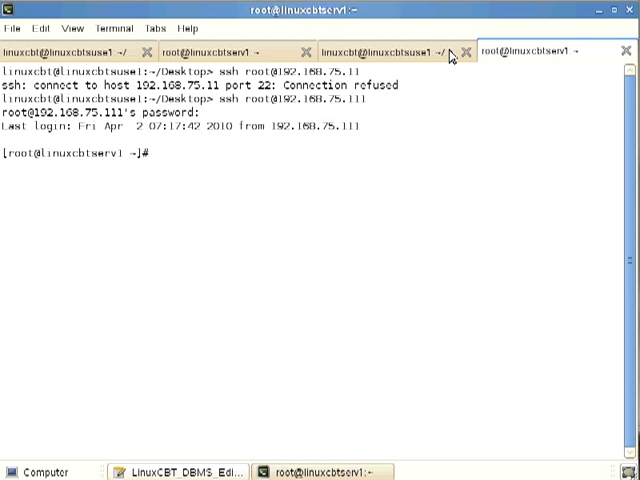 root@linuxcbtserv1:~
File Edit View Terminal Tabs Help
linuxcbt@linuxcbtsuse1:~/
root@linuxcbtserv1 ~
linuxcbt@linuxcbtsuse1:~/
root@linuxcbtserv1 ~
linuxcbt@linuxcbtsuse1:~/Desktop> ssh root@192.168.75.11
ssh: connect to host 192.168.75.11 port 22: Connection refused
linuxcbt@linuxcbtsuse1:~/Desktop> ssh root@192.168.75.111
root@192.168.75.111's password:
Last login: Fri Apr  2 07:17:42 2010 from 192.168.75.111
[root@linuxcbtserv1 ~]#
Computer
LinuxCBT_DBMS_Edi...
root@linuxcbtserv1:~